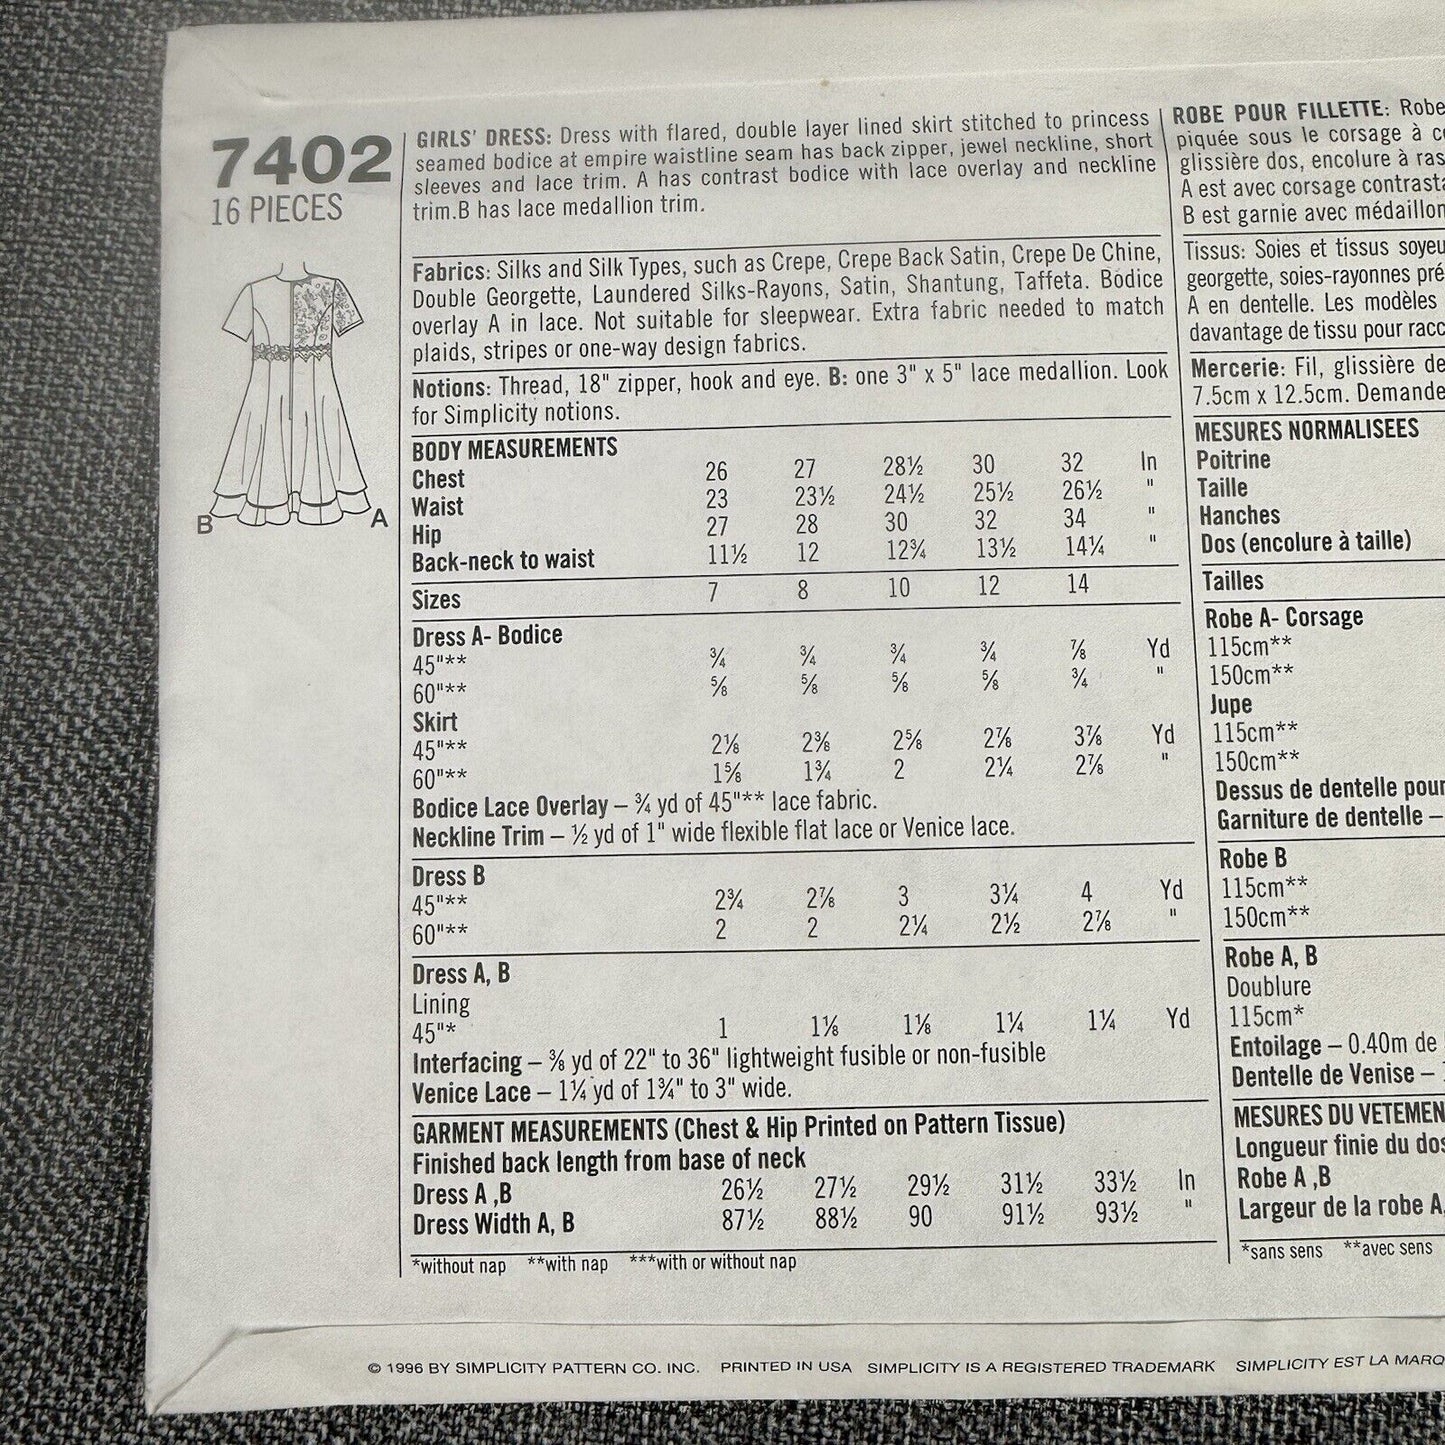 7402
16 PIECES
B
A
GIRLS' DRESS: Dress with flared, double layer lined skirt stitched to princess
seamed bodice at empire waistline seam has back zipper, jewel neckline, short
sleeves and lace trim. A has contrast bodice with lace overlay and neckline
trim.B has lace medallion trim.
Fabrics: Silks and Silk Types, such as Crepe, Crepe Back Satin, Crepe De Chine,
Double Georgette, Laundered Silks-Rayons, Satin, Shantung, Taffeta. Bodice
overlay A in lace. Not suitable for sleepwear. Extra fabric needed to match
plaids, stripes or one-way design fabrics.
Notions: Thread, 18" zipper, hook and eye. B: one 3" x 5" lace medallion. Look
for Simplicity notions.
BODY MEASUREMENTS
Chest 26 27 28½ 30 32 In
Waist 23 23½ 24½ 25½ 26½ "
Hip 27 28 30 32 34 "
Back-neck to waist 11½ 12 12¾ 13½ 14¼ "
Sizes 7 8 10 12 14
Dress A- Bodice
45"** ¾ ¾ ¾ ¾ ⅞ Yd
60"** ⅝ ⅝ ⅝ ⅝ ¾ "
Skirt
45"** 2⅛ 2⅜ 2⅝ 2⅞ 3⅞ Yd
60"** 1⅝ 1¾ 2 2¼ 2⅞ "
Bodice Lace Overlay – ¾ yd of 45"** lace fabric.
Neckline Trim – ½ yd of 1" wide flexible flat lace or Venice lace.
Dress B
45"** 2¾ 2⅞ 3 3¼ 4 Yd
60"** 2 2 2¼ 2½ 2⅞ "
Dress A, B
Lining
45"* 1 1⅛ 1⅛ 1¼ 1¼ Yd
Interfacing – ⅜ yd of 22" to 36" lightweight fusible or non-fusible
Venice Lace – 1¼ yd of 1¾" to 3" wide.
GARMENT MEASUREMENTS (Chest & Hip Printed on Pattern Tissue)
Finished back length from base of neck
Dress A ,B 26½ 27½ 29½ 31½ 33½ In
Dress Width A, B 87½ 88½ 90 91½ 93½ "
*without nap **with nap ***with or without nap
ROBE POUR FILLETTE: Robe
piquée sous le corsage à
glissière dos, encolure à ras
A est avec corsage
B est garnie avec
Tissus: Soies et tissus
georgette, soies-rayonnes
A en dentelle. Les modèles
davantage de tissu pour
Mercerie: Fil, glissière de
7.5cm x 12.5cm.
MESURES NORMALISEES
Poitrine
Taille
Hanches
Dos (encolure à taille)
Tailles
Robe A- Corsage
115cm**
150cm**
Jupe
115cm**
150cm**
Dessus de dentelle pour
Garniture de dentelle –
Robe B
115cm**
150cm**
Robe A, B
Doublure
115cm*
Entoilage – 0.40m de
Dentelle de Venise –
MESURES DU
Longueur finie du
Robe A ,B
Largeur de la robe A,
*sans sens **avec sens
© 1996 BY SIMPLICITY PATTERN CO. INC. PRINTED IN USA SIMPLICITY IS A REGISTERED TRADEMARK SIMPLICITY EST LA